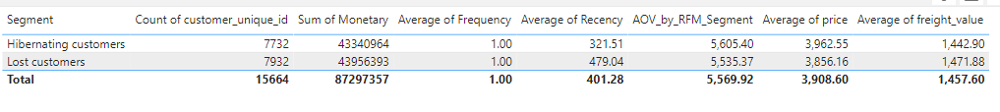 Segment Count of customer_unique_id Sum of Monetary Average of Frequency Average of Recency AOV_by_RFM_Segment Average of price Average of freight_value
Hibernating customers 7732 43340964 1.00 321.51 5,605.40 3,962.55 1,442.90
Lost customers 7932 43956393 1.00 479.04 5,535.37 3,856.16 1,471.88
Total 15664 87297357 1.00 401.28 5,569.92 3,908.60 1,457.60